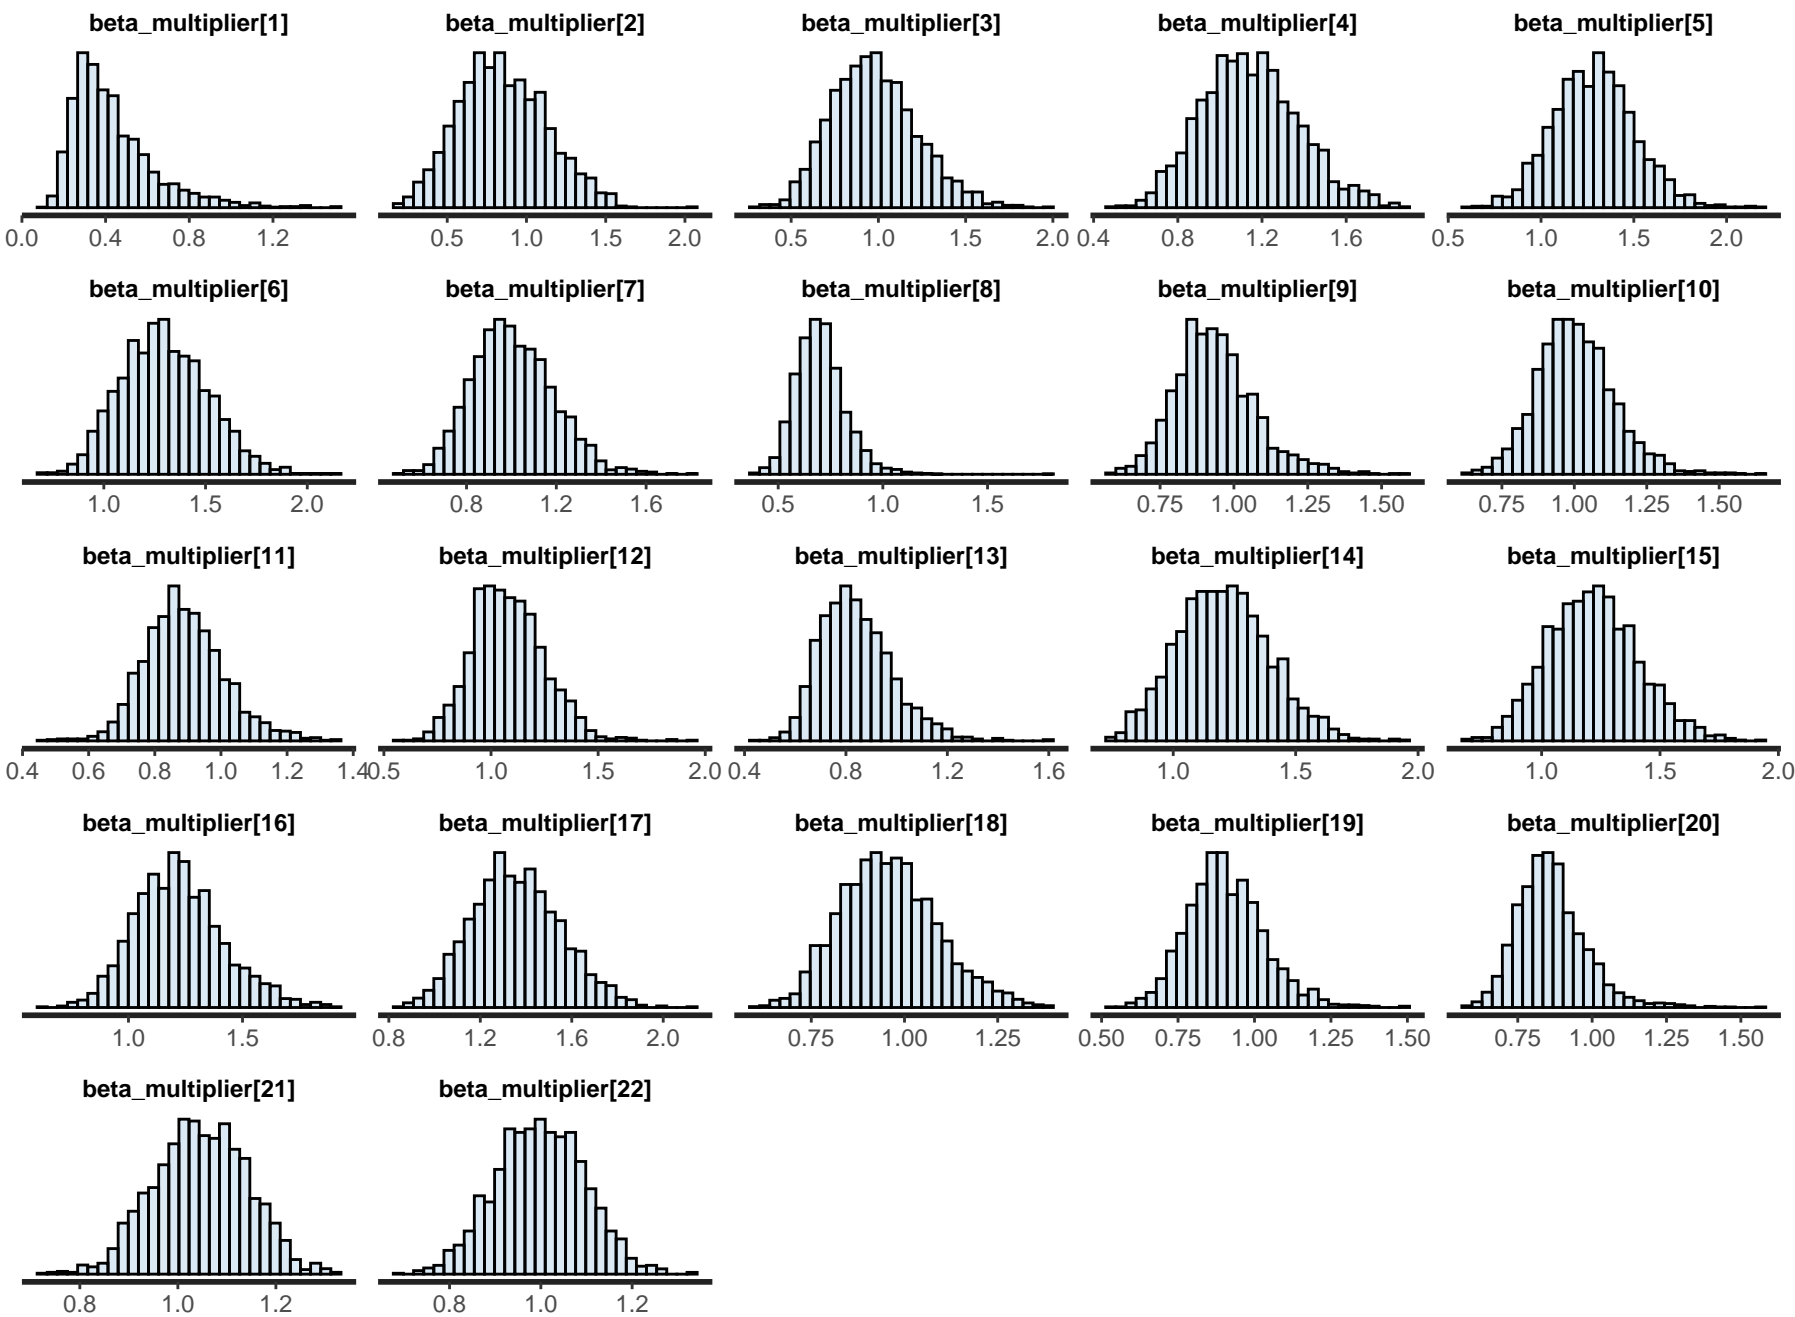 beta_multiplier[1] beta_multiplier[2] beta_multiplier[3] beta_multiplier[4] beta_multiplier[5]
0.0 0.4 0.8 1.2 0.5 1.0 1.5 2.0 0.5 1.0 1.5 2.0 0.4 0.8 1.2 1.6 0.5 1.0 1.5 2.0
beta_multiplier[6] beta_multiplier[7] beta_multiplier[8] beta_multiplier[9] beta_multiplier[10]
1.0 1.5 2.0 0.8 1.2 1.6 0.5 1.0 1.5 0.75 1.00 1.25 1.50 0.75 1.00 1.25 1.50
beta_multiplier[11] beta_multiplier[12] beta_multiplier[13] beta_multiplier[14] beta_multiplier[15]
0.4 0.6 0.8 1.0 1.2 1.4 0.5 1.0 1.5 2.0 0.4 0.8 1.2 1.6 1.0 1.5 2.0 1.0 1.5 2.0
beta_multiplier[16] beta_multiplier[17] beta_multiplier[18] beta_multiplier[19] beta_multiplier[20]
1.0 1.5 0.8 1.2 1.6 2.0 0.75 1.00 1.25 0.50 0.75 1.00 1.25 1.50 0.75 1.00 1.25 1.50
beta_multiplier[21] beta_multiplier[22]
0.8 1.0 1.2 0.8 1.0 1.2